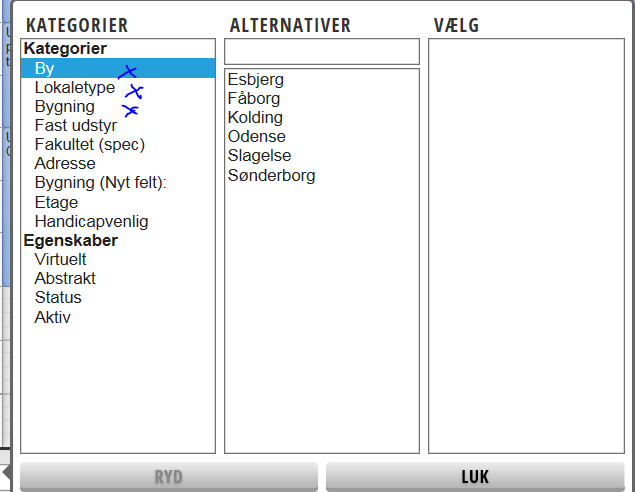 KATEGORIER
ALTERNATIVER
VÆLG
Kategorier
By
Lokaletype
Bygning
Fast udstyr
Fakultet (spec)
Adresse
Bygning (Nyt felt):
Etage
Handicapvenlig
Egenskaber
Virtuelt
Abstrakt
Status
Aktiv
Esbjerg
Fåborg
Kolding
Odense
Slagelse
Sønderborg
RYD
LUK